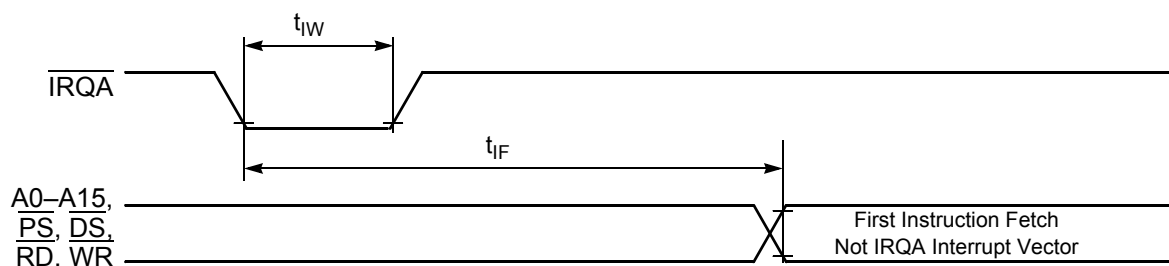 tIW
IRQA
tIF
A0–A15,
PS, DS,
RD, WR
First Instruction Fetch
Not IRQA Interrupt Vector